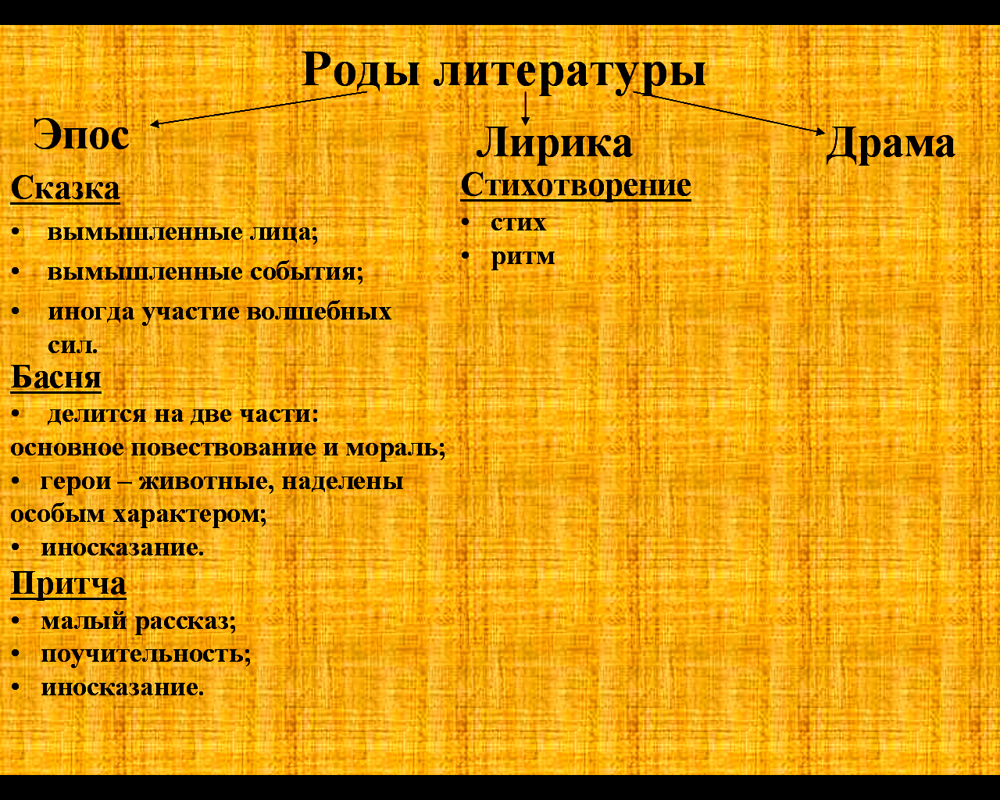 Роды литературы
Эпос
Сказка
• вымышленные лица;
• вымышленные события;
• иногда участие волшебных
сил.
Басня
• делится на две части:
основное повествование и мораль;
• герои – животные, наделены
особым характером;
• иносказание.
Притча
• малый рассказ;
• поучительность;
• иносказание.
Лирика
Стихотворение
• стих
• ритм
Драма